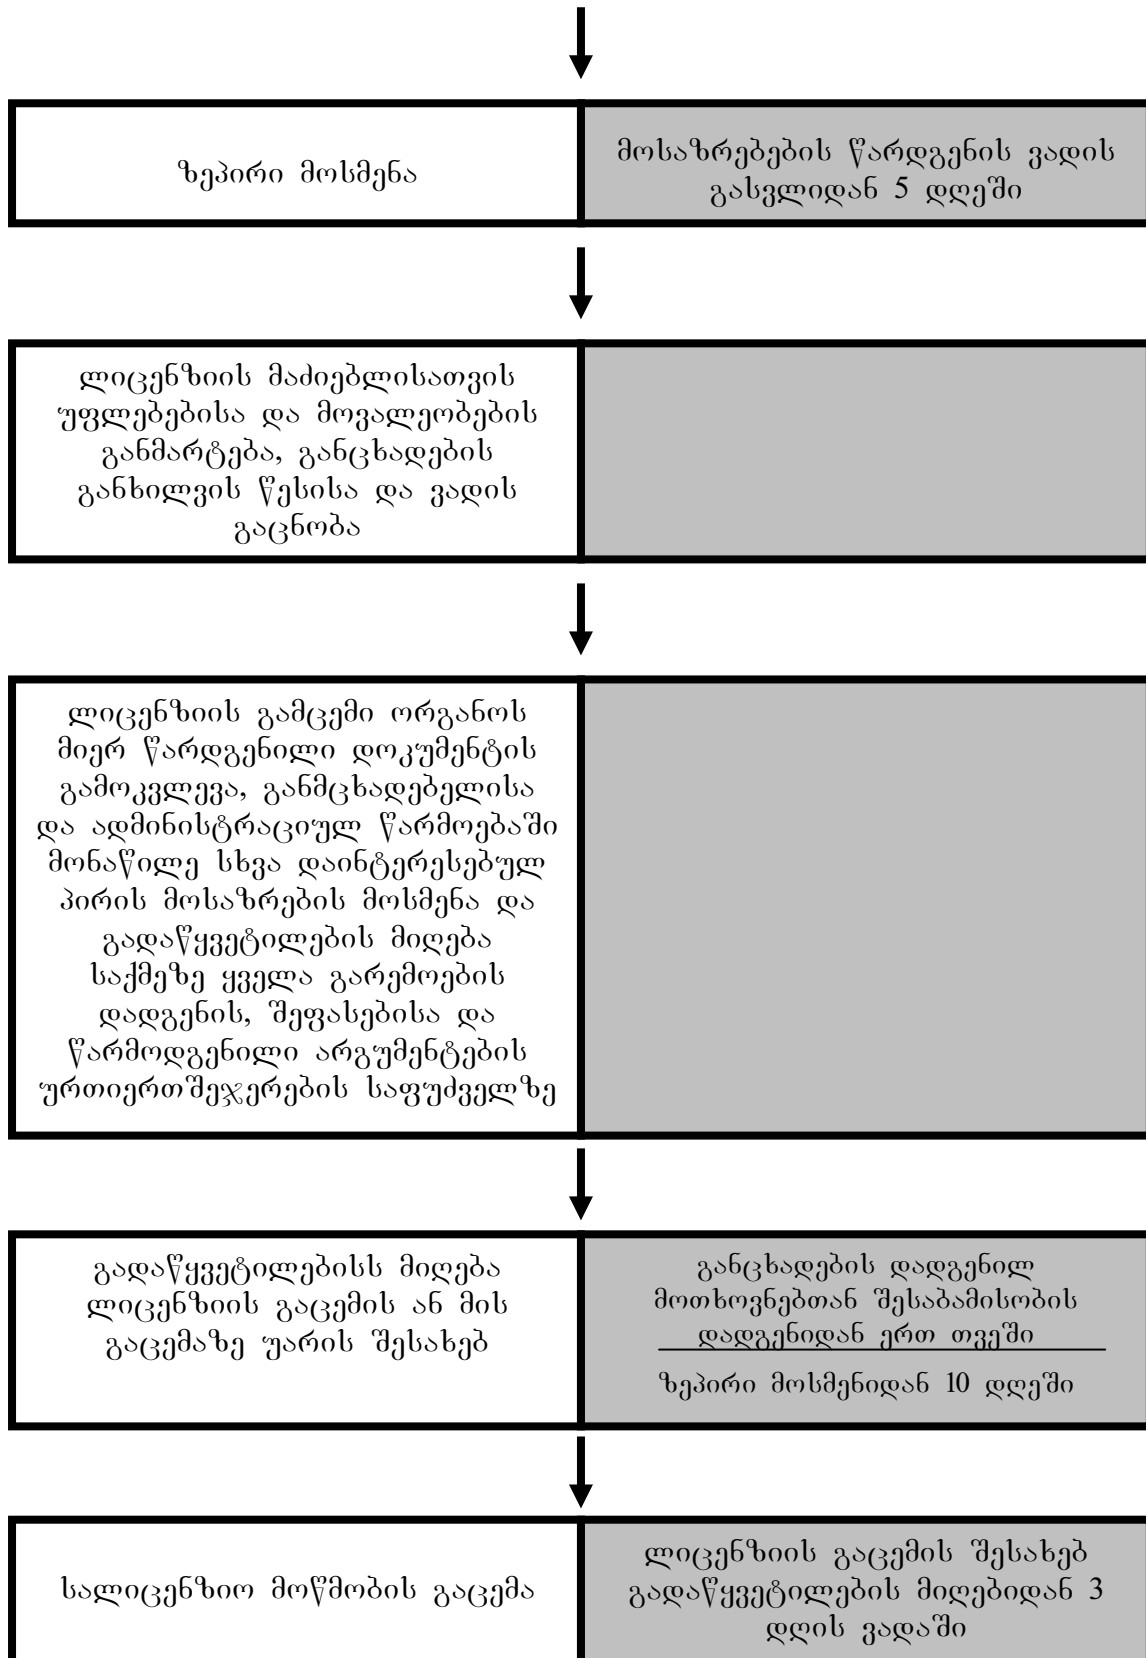 ზეპირი მოსმენა
მოსაზრებების წარდგენის ვადის
გასვლიდან 5 დღეში
ლიცენზიის მაძიებლისათვის
უფლებებისა და მოვალეობების
განმარტება, განცხადების
განხილვის წესისა და ვადის
გაცნობა
ლიცენზიის გამცემი ორგანოს
მიერ წარდგენილი დოკუმენტის
გამოკვლევა, განმცხადებელისა
და ადმინისტრაციულ წარმოებაში
მონაწილე სხვა დაინტერესებულ
პირის მოსაზრების მოსმენა და
გადაწყვეტილების მიღება
საქმეზე ყველა გარემოების
დადგენის, შეფასებისა და
წარმოდგენილი არგუმენტების
ურთიერთშეჯერების საფუძველზე
გადაწყვეტილებისს მიღება
ლიცენზიის გაცემის ან მის
გაცემაზე უარის შესახებ
განცხადების დადგენილ
მოთხოვნებთან შესაბამისობის
დადგენიდან ერთ თვეში
ზეპირი მოსმენიდან 10 დღეში
სალიცენზიო მოწმობის გაცემა
ლიცენზიის გაცემის შესახებ
გადაწყვეტილების მიღებიდან 3
დღის ვადაში